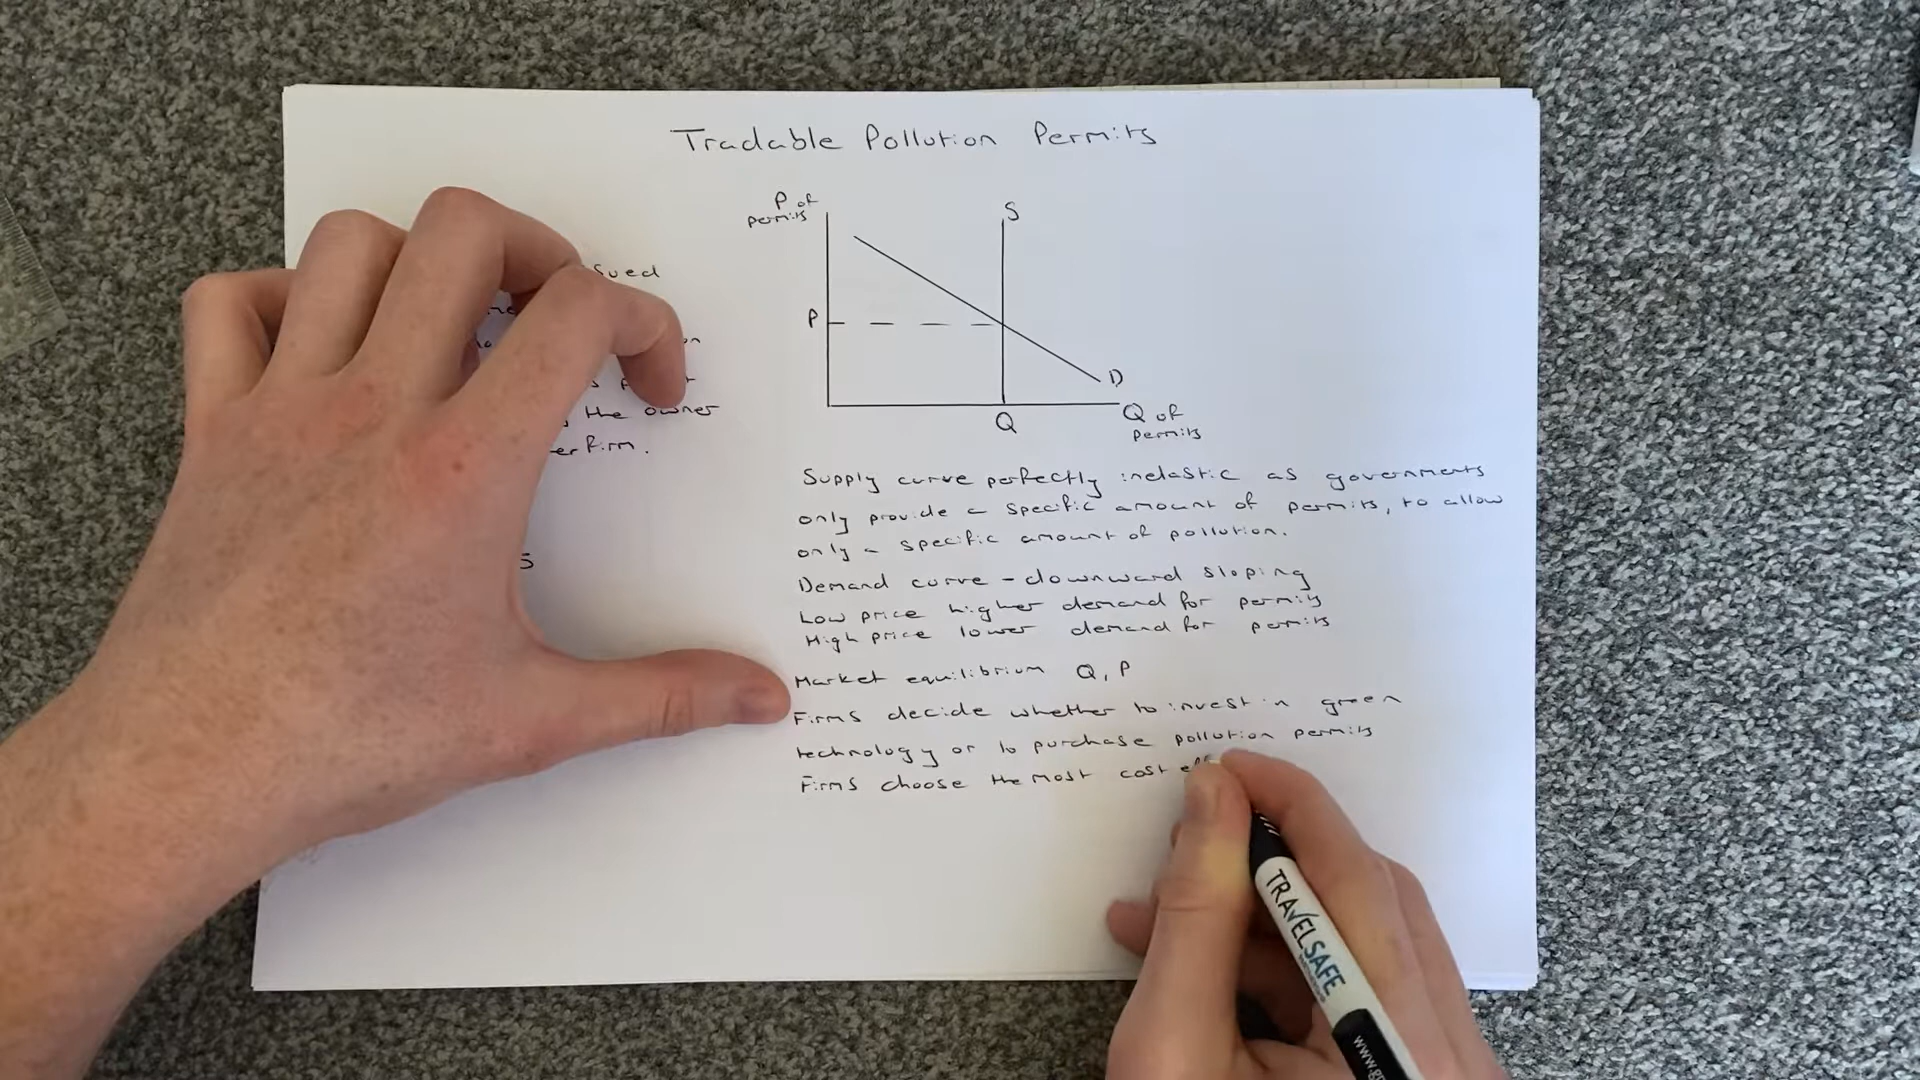 Tradable Pollution Permits
P of
permits
S
P
D
Q
Q of
permits
sued
the owner
firm.
S
Supply curve perfectly inelastic as governments
only provide a specific amount of permits, to allow
only a specific amount of pollution.
Demand curve - downward sloping
Low price higher demand for permits
High price lower demand for permits
Market equilibrium Q, P
Firms decide whether to invest in green
technology or to purchase pollution permits
Firms choose the most cost
TRAVELSAFE
www.